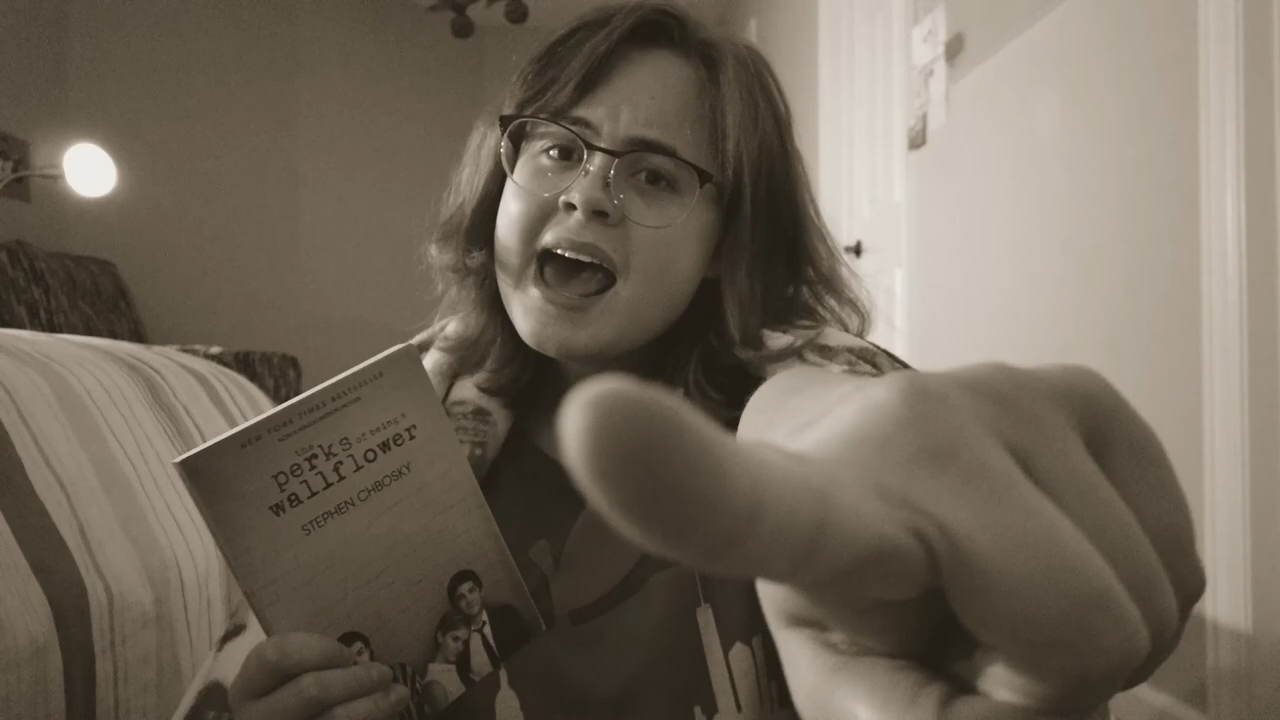 NEW YORK TIMES BESTSELLER
the
perks of being a
wallflower
STEPHEN CHBOSKY